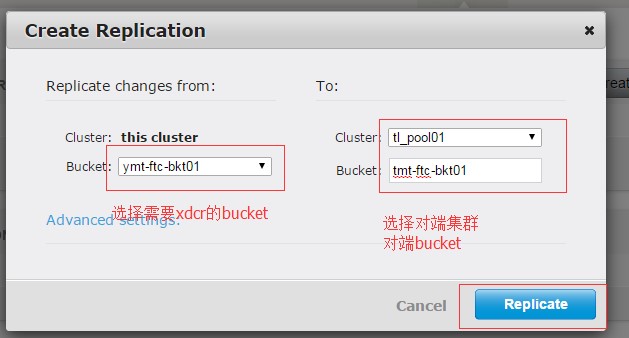 Create Replication
Replicate changes from:
To:
Cluster: this cluster
Cluster: tl_pool01
Bucket: ymt-ftc-bkt01
Bucket: tmt-ftc-bkt01
选择需要xdcr的bucket
Advanced settings:
选择对端集群
对端bucket
Cancel
Replicate